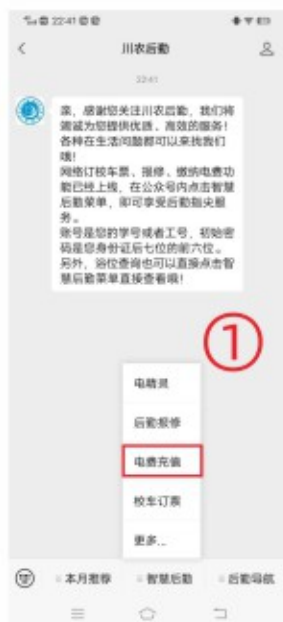 22:41
川农后勤
22:41
亲，感谢您关注川农后勤，我们将
竭诚为您提供优质、高效的服务！
各种在生活问题都可以来找我们
哦！
网络订校车票、报修、缴纳电费功
能已经上线，在公众号内点击智慧
后勤菜单，即可享受后勤指尖服
务。
账号是您的学号或者工号，初始密
码是您身份证后七位的前六位。
另外，浴位查询也可以直接点击智
慧后勤菜单直接查看哦！
①
电精灵
后勤报修
电费充值
校车订票
更多...
本月推荐
智慧后勤
后勤导航